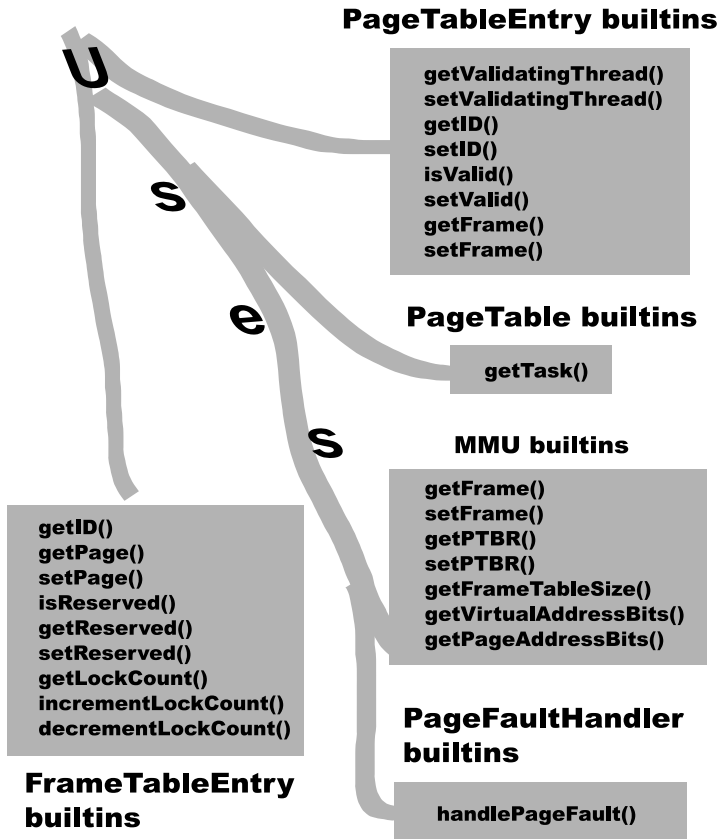 PageTableEntry builtins
getValidatingThread()
setValidatingThread()
getID()
setID()
isValid()
setValid()
getFrame()
setFrame()
Uses
PageTable builtins
getTask()
MMU builtins
getFrame()
setFrame()
getPTBR()
setPTBR()
getFrameTableSize()
getVirtualAddressBits()
getPageAddressBits()
getID()
getPage()
setPage()
isReserved()
getReserved()
setReserved()
getLockCount()
incrementLockCount()
decrementLockCount()
FrameTableEntry
builtins
PageFaultHandler
builtins
handlePageFault()